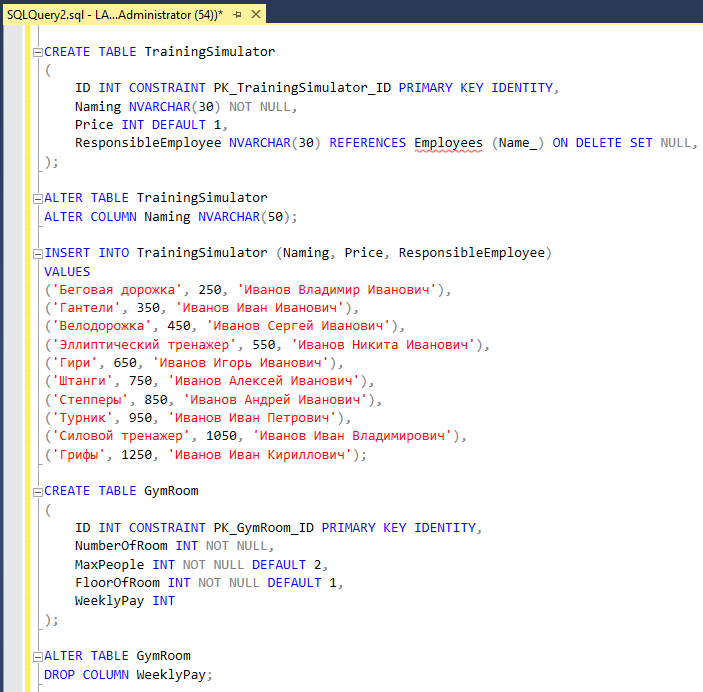 SQLQuery2.sql - LA...Administrator (54))*
CREATE TABLE TrainingSimulator
(
ID INT CONSTRAINT PK_TrainingSimulator_ID PRIMARY KEY IDENTITY,
Naming NVARCHAR(30) NOT NULL,
Price INT DEFAULT 1,
ResponsibleEmployee NVARCHAR(30) REFERENCES Employees (Name_) ON DELETE SET NULL,
);
ALTER TABLE TrainingSimulator
ALTER COLUMN Naming NVARCHAR(50);
INSERT INTO TrainingSimulator (Naming, Price, ResponsibleEmployee)
VALUES
('Беговая дорожка', 250, 'Иванов Владимир Иванович'),
('Гантели', 350, 'Иванов Иван Иванович'),
('Велодорожка', 450, 'Иванов Сергей Иванович'),
('Эллиптический тренажер', 550, 'Иванов Никита Иванович'),
('Гири', 650, 'Иванов Игорь Иванович'),
('Штанги', 750, 'Иванов Алексей Иванович'),
('Степперы', 850, 'Иванов Андрей Иванович'),
('Турник', 950, 'Иванов Иван Петрович'),
('Силовой тренажер', 1050, 'Иванов Иван Владимирович'),
('Грифы', 1250, 'Иванов Иван Кириллович');
CREATE TABLE GymRoom
(
ID INT CONSTRAINT PK_GymRoom_ID PRIMARY KEY IDENTITY,
NumberOfRoom INT NOT NULL,
MaxPeople INT NOT NULL DEFAULT 2,
FloorOfRoom INT NOT NULL DEFAULT 1,
WeeklyPay INT
);
ALTER TABLE GymRoom
DROP COLUMN WeeklyPay;